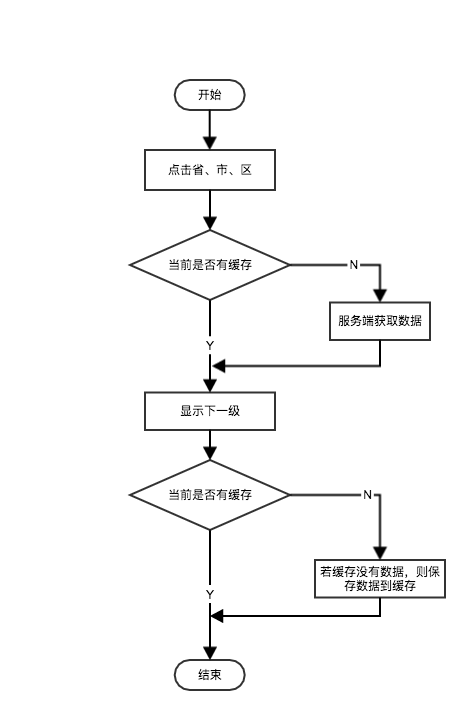 开始
点击省、市、区
当前是否有缓存
N
服务端获取数据
Y
显示下一级
当前是否有缓存
N
若缓存没有数据，则保
存数据到缓存
Y
结束